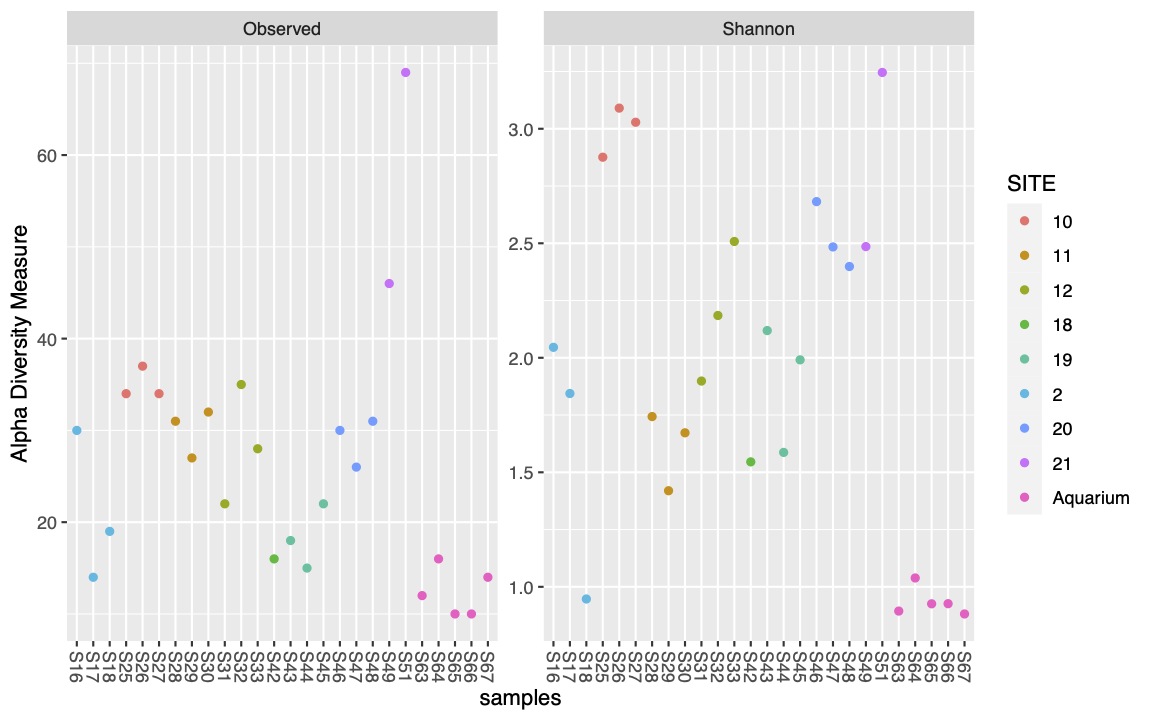 Observed
Shannon
Alpha Diversity Measure
60
40
20
3.0
2.5
2.0
1.5
1.0
S16 S17 S18 S25 S26 S27 S28 S29 S30 S31 S32 S33 S42 S43 S44 S45 S46 S47 S48 S49 S51 S63 S64 S65 S66 S67
S16 S17 S18 S25 S26 S27 S28 S29 S30 S31 S32 S33 S42 S43 S44 S45 S46 S47 S48 S49 S51 S63 S64 S65 S66 S67
samples
SITE
10
11
12
18
19
2
20
21
Aquarium